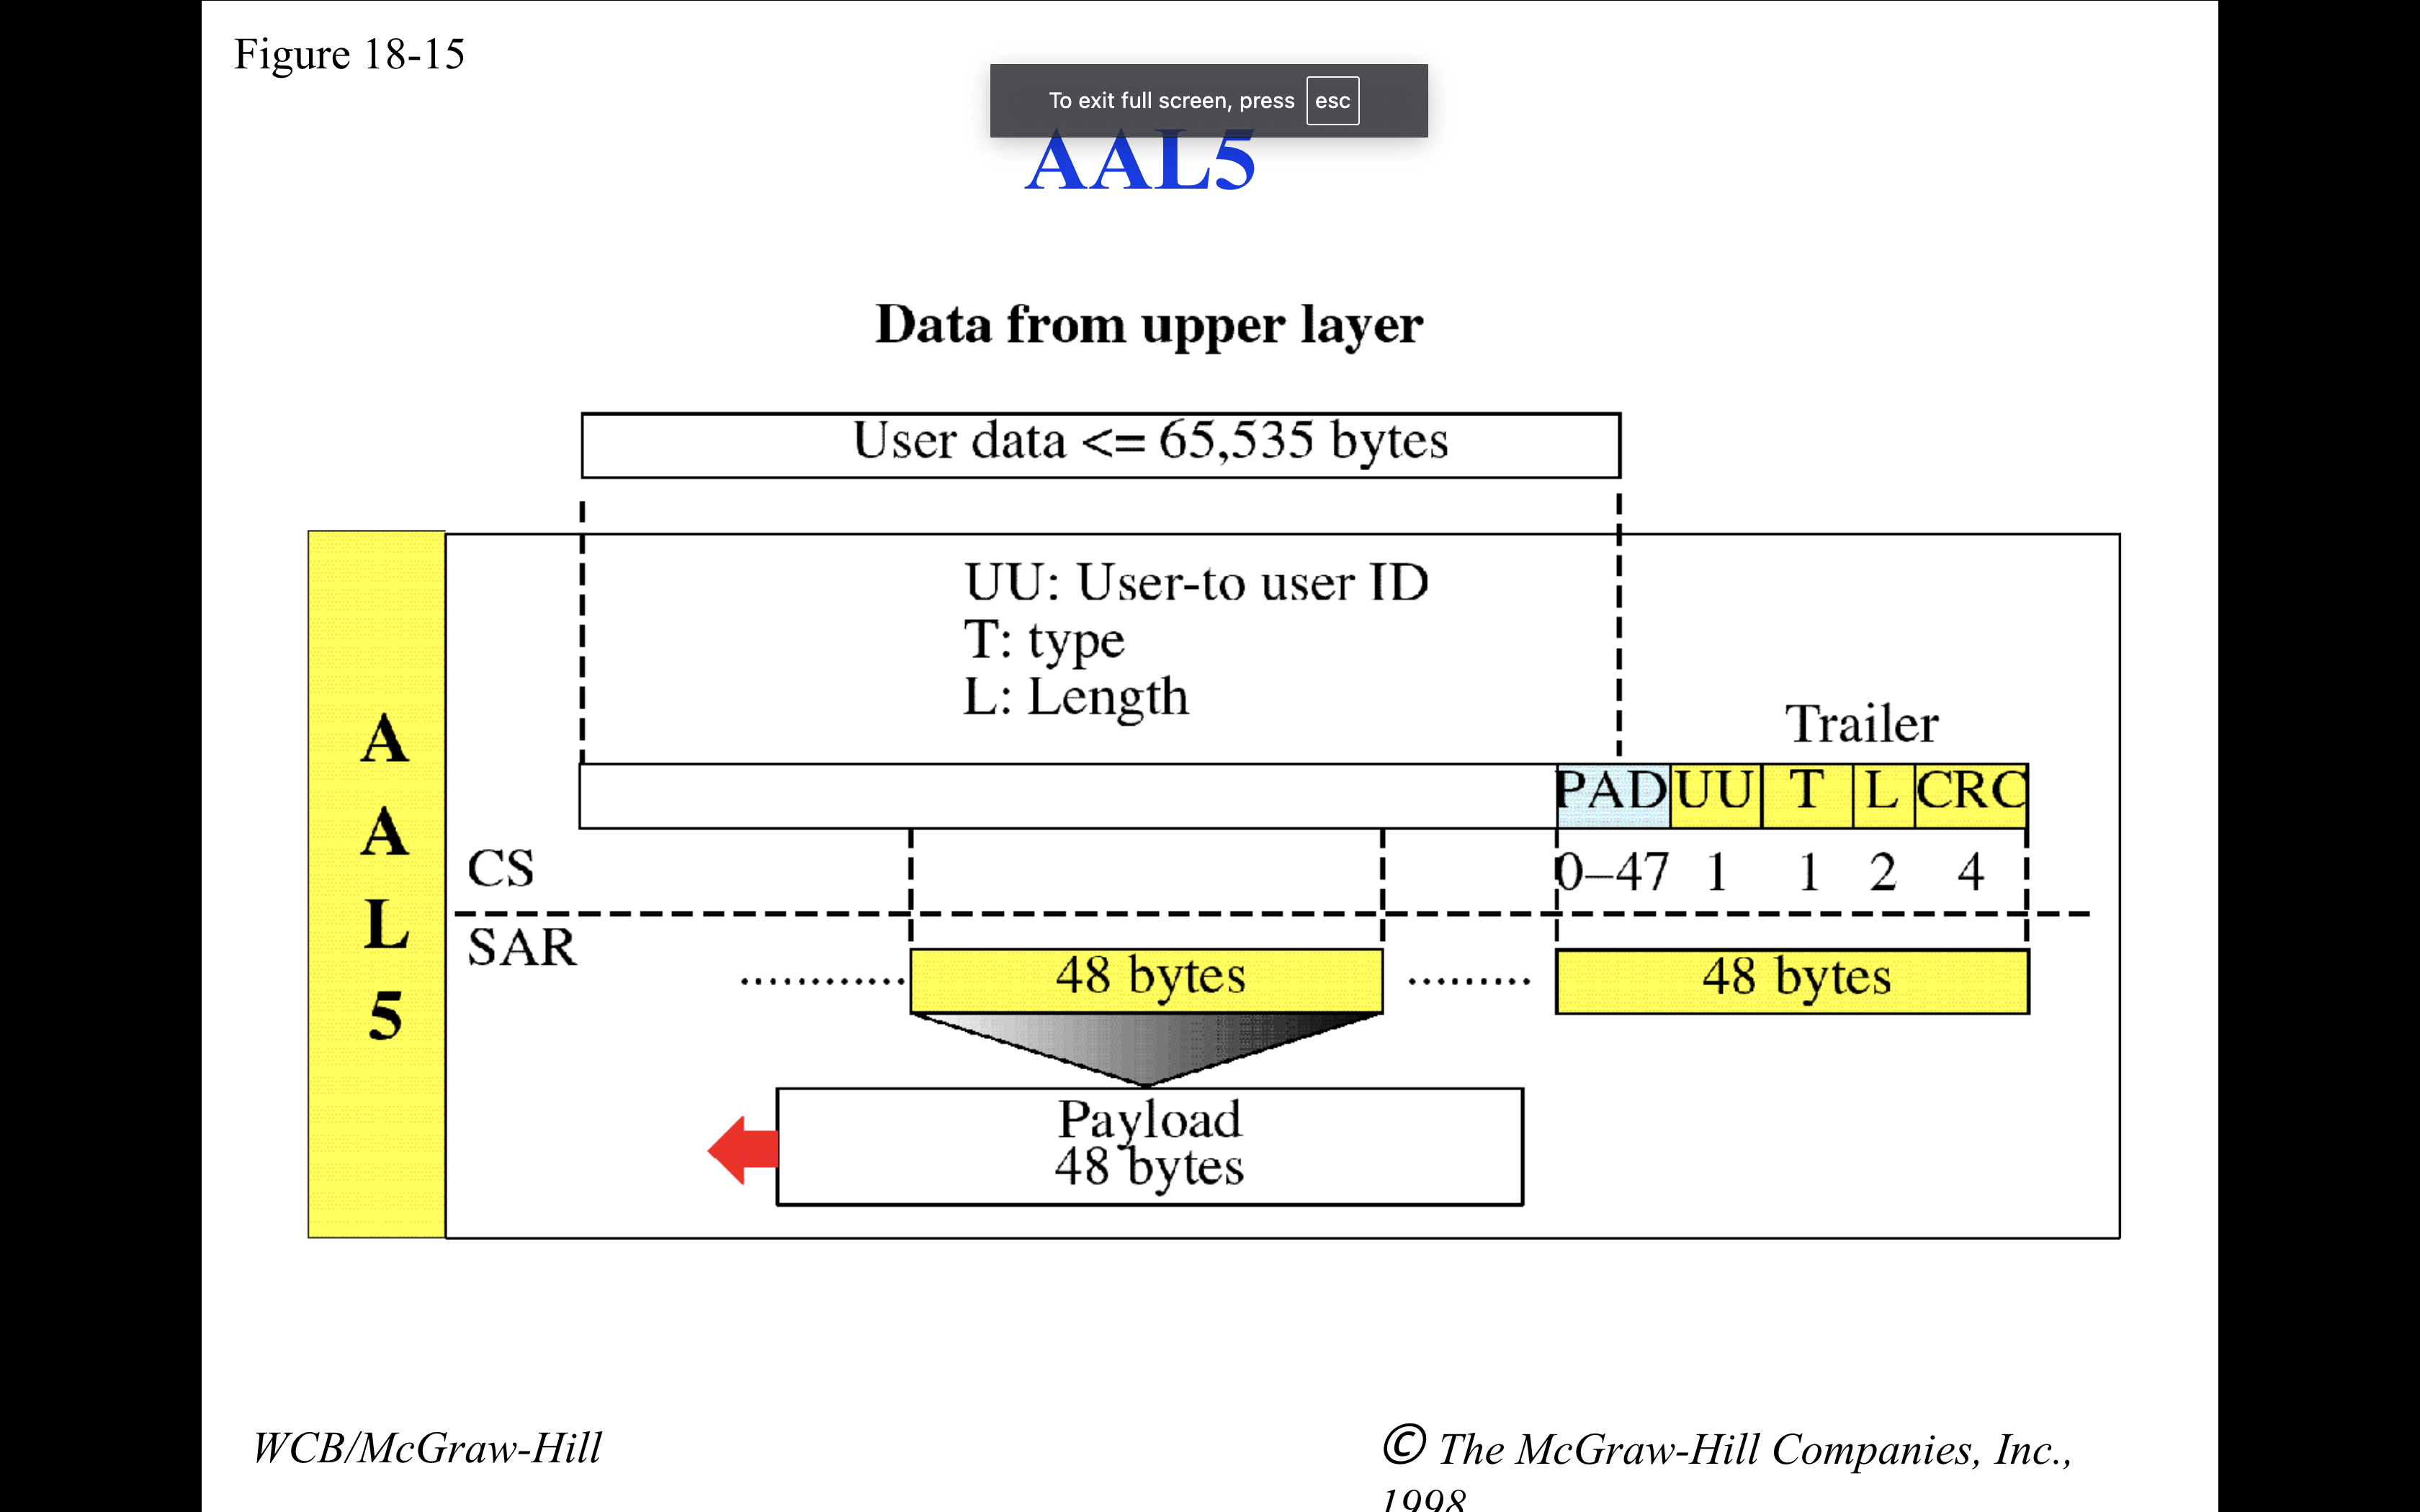 Figure 18-15
To exit full screen, press esc
AAL5
Data from upper layer
User data <= 65,535 bytes
UU: User-to user ID
T: type
L: Length
Trailer
PAD UU T L CRC
0–47 1 1 2 4
CS
SAR
A
A
L
5
48 bytes
48 bytes
Payload
48 bytes
WCB/McGraw-Hill
© The McGraw-Hill Companies, Inc.,
1998